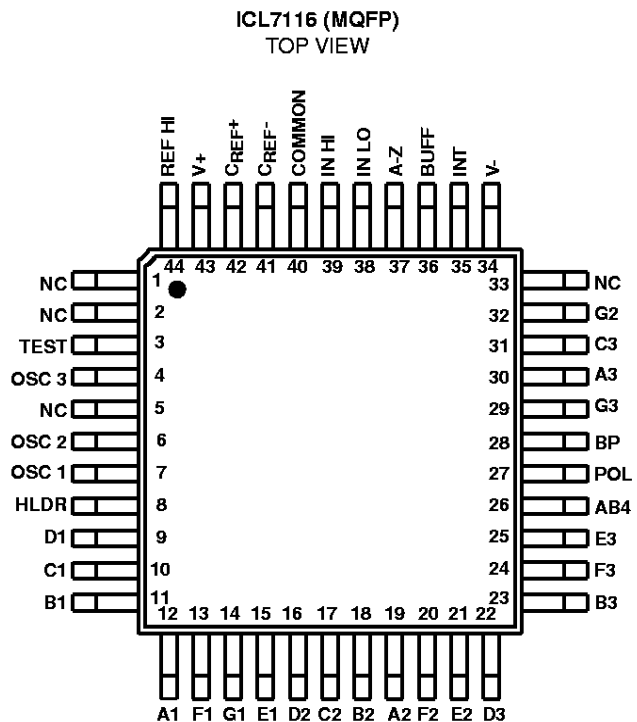 ICL7116 (MQFP)
TOP VIEW
REF HI
V+
CREF+
CREF-
COMMON
IN HI
IN LO
A-Z
BUFF
INT
V-
44 43 42 41 40 39 38 37 36 35 34
NC 1 33 NC
NC 2 32 G2
TEST 3 31 C3
OSC 3 4 30 A3
NC 5 29 G3
OSC 2 6 28 BP
OSC 1 7 27 POL
HLDR 8 26 AB4
D1 9 25 E3
C1 10 24 F3
B1 11 23 B3
12 13 14 15 16 17 18 19 20 21 22
A1 F1 G1 E1 D2 C2 B2 A2 F2 E2 D3